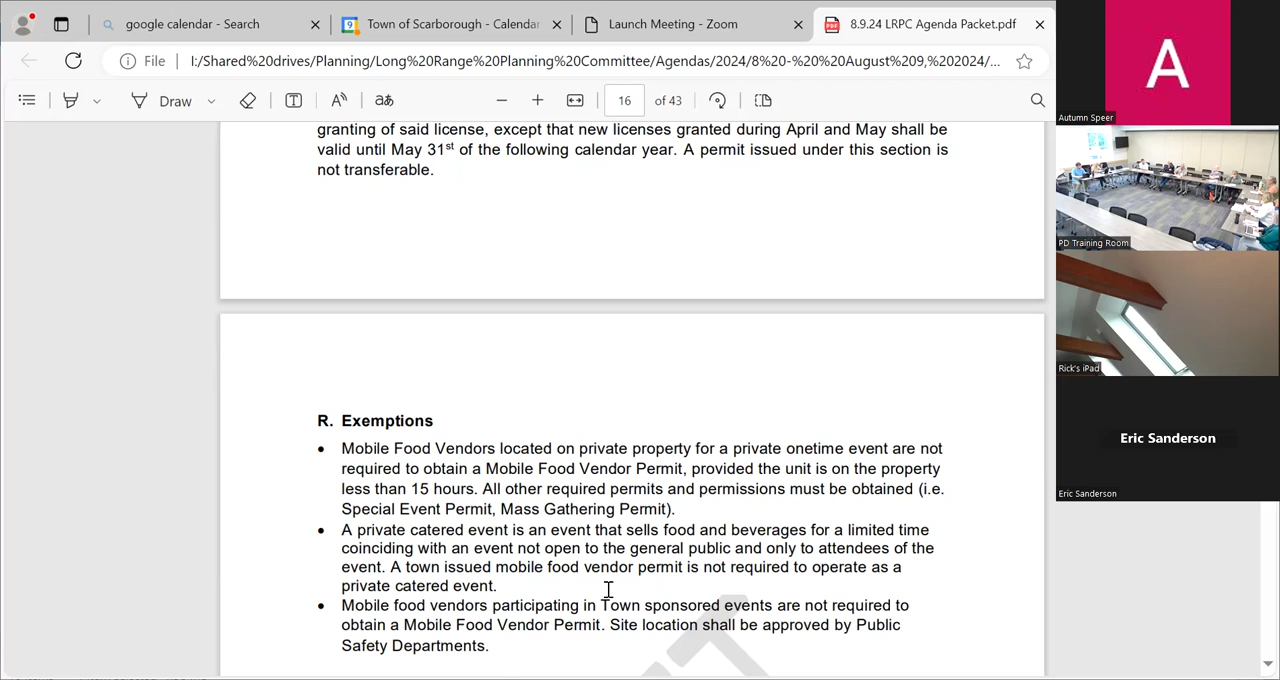 google calendar - Search
Town of Scarborough - Calendar
Launch Meeting - Zoom
8.9.24 LRPC Agenda Packet.pdf
File
I:/Shared%20drives/Planning/Long%20Range%20Planning%20Committee/Agendas/2024/8%20-%20%20August%209,%202024/...
Draw
aあ
16 of 43
granting of said license, except that new licenses granted during April and May shall be
valid until May 31st of the following calendar year. A permit issued under this section is
not transferable.
R. Exemptions
• Mobile Food Vendors located on private property for a private onetime event are not
required to obtain a Mobile Food Vendor Permit, provided the unit is on the property
less than 15 hours. All other required permits and permissions must be obtained (i.e.
Special Event Permit, Mass Gathering Permit).
• A private catered event is an event that sells food and beverages for a limited time
coinciding with an event not open to the general public and only to attendees of the
event. A town issued mobile food vendor permit is not required to operate as a
private catered event.
• Mobile food vendors participating in Town sponsored events are not required to
obtain a Mobile Food Vendor Permit. Site location shall be approved by Public
Safety Departments.
A
Autumn Speer
PD Training Room
Rick's iPad
Eric Sanderson
Eric Sanderson